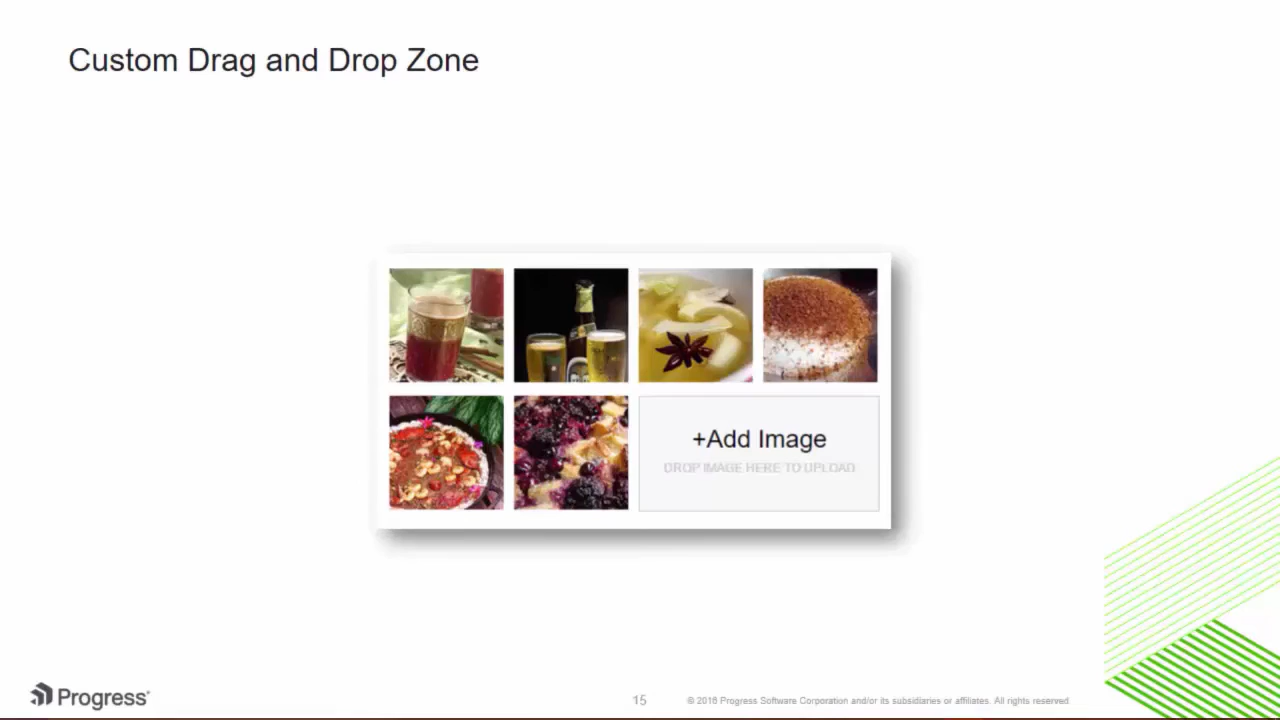 Custom Drag and Drop Zone
+Add Image
DROP IMAGE HERE TO UPLOAD
Progress
15
© 2016 Progress Software Corporation and/or its subsidiaries or affiliates. All rights reserved.